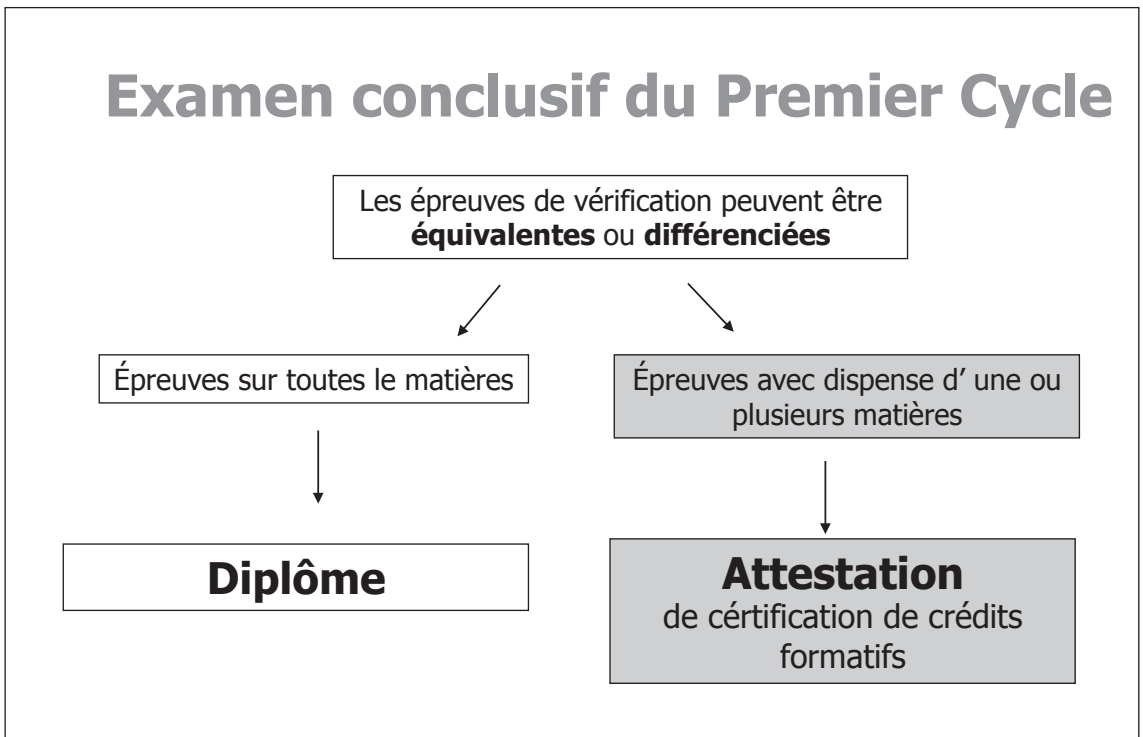 Examen conclusif du Premier Cycle
Les épreuves de vérification peuvent être
équivalentes ou différenciées
Épreuves sur toutes le matières
Épreuves avec dispense d’ une ou
plusieurs matières
Diplôme
Attestation
de cértification de crédits
formatifs